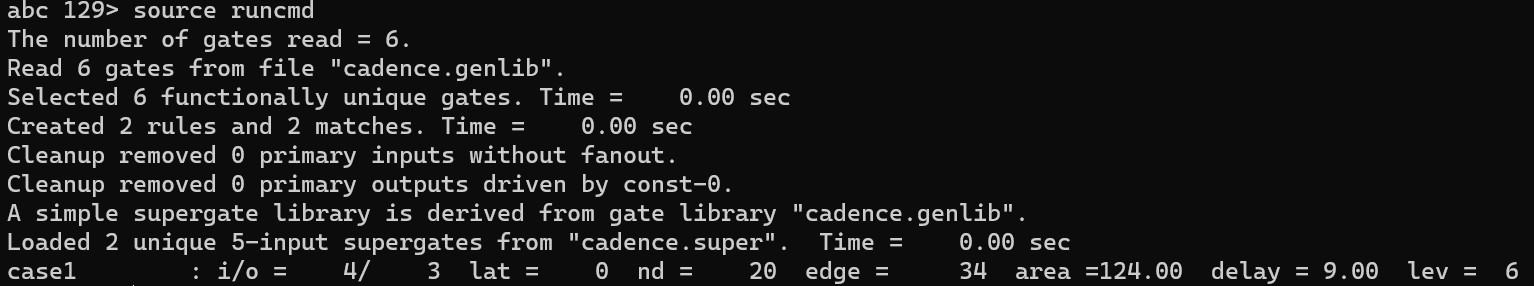 abc 129> source runcmd
The number of gates read = 6.
Read 6 gates from file "cadence.genlib".
Selected 6 functionally unique gates. Time =    0.00 sec
Created 2 rules and 2 matches. Time =    0.00 sec
Cleanup removed 0 primary inputs without fanout.
Cleanup removed 0 primary outputs driven by const-0.
A simple supergate library is derived from gate library "cadence.genlib".
Loaded 2 unique 5-input supergates from "cadence.super".  Time =    0.00 sec
case1        : i/o =    4/    3  lat =    0  nd =    20  edge =     34  area =124.00  delay = 9.00  lev =  6